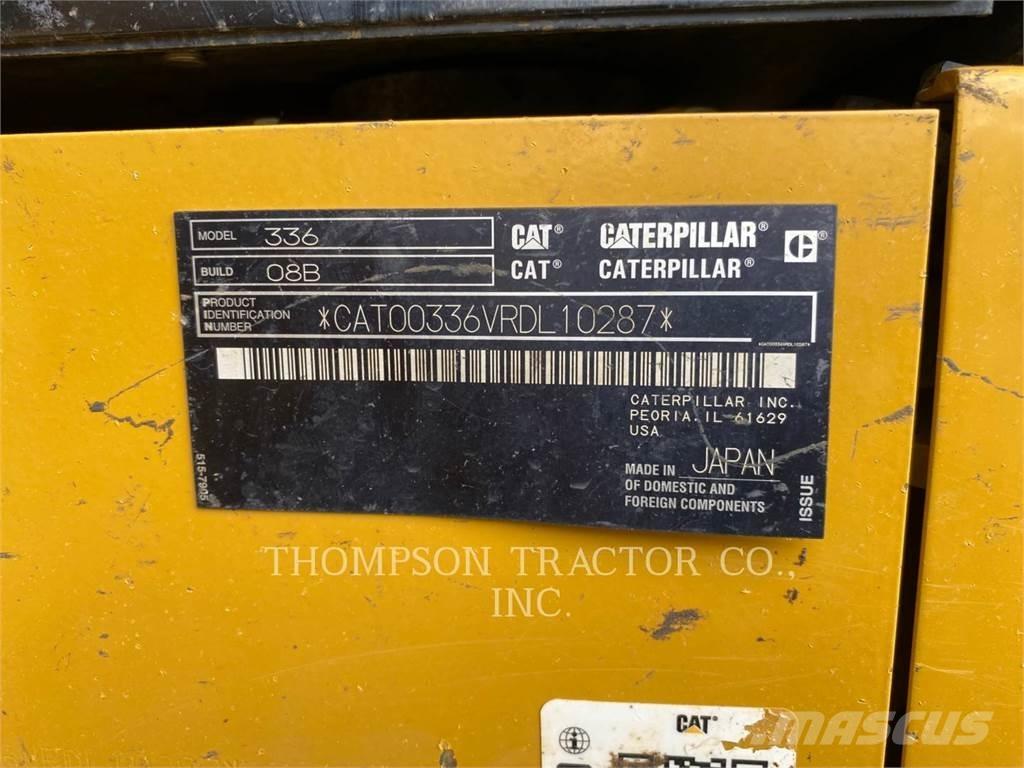 MODEL 336
CAT® CATERPILLAR®
BUILD 08B
CAT® CATERPILLAR®
PRODUCT
IDENTIFICATION
NUMBER
*CAT00336VRDL10287*
*CAT00336VRDL10287*
CATERPILLAR INC.
PEORIA, IL 61629
USA
MADE IN JAPAN
OF DOMESTIC AND
FOREIGN COMPONENTS
ISSUE
515-7905
THOMPSON TRACTOR CO.,
INC.
CAT®
MASCUS